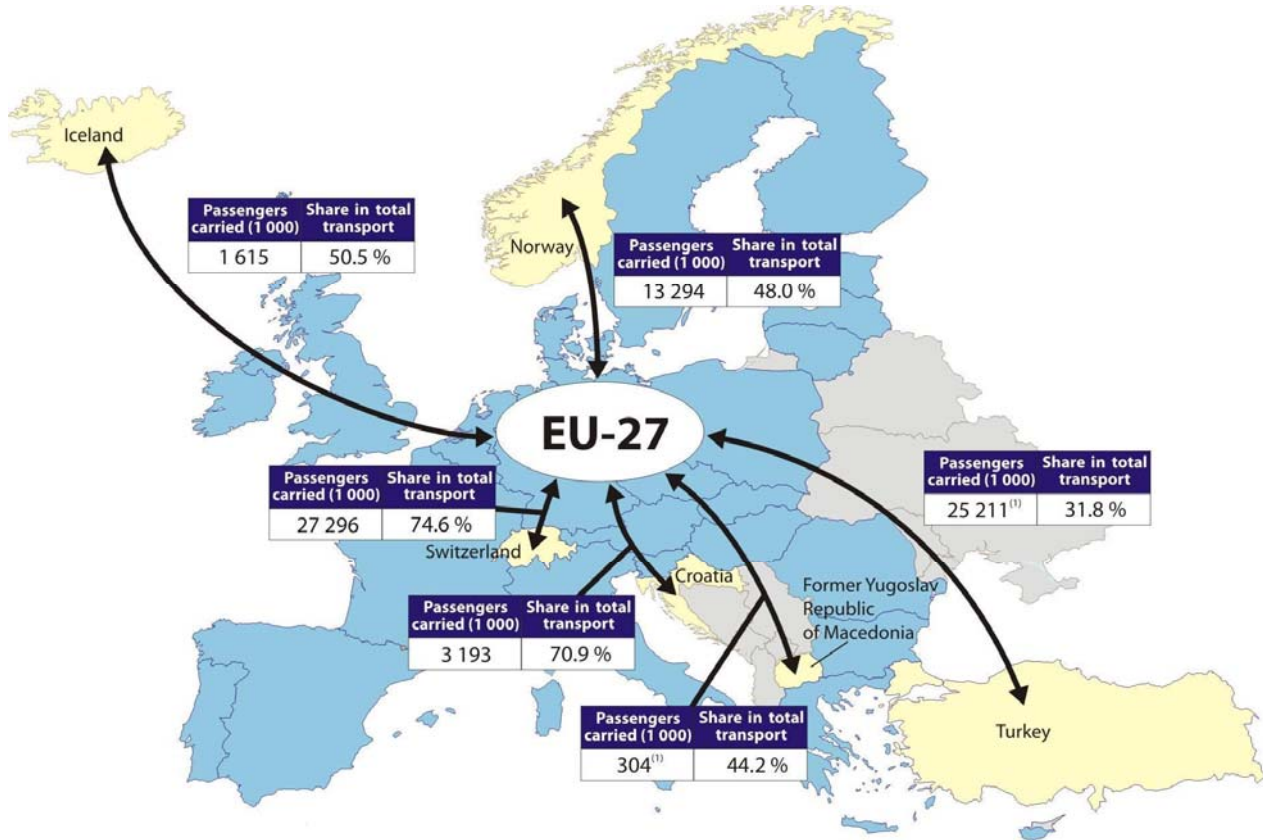 Iceland
Passengers Share in total
carried (1 000) transport
1 615 50.5 %
Norway
Passengers Share in total
carried (1 000) transport
13 294 48.0 %
EU-27
Passengers Share in total
carried (1 000) transport
27 296 74.6 %
Switzerland
Passengers Share in total
carried (1 000) transport
25 211(1) 31.8 %
Croatia
Former Yugoslav
Republic
of Macedonia
Passengers Share in total
carried (1 000) transport
3 193 70.9 %
Passengers Share in total
carried (1 000) transport
304(1) 44.2 %
Turkey